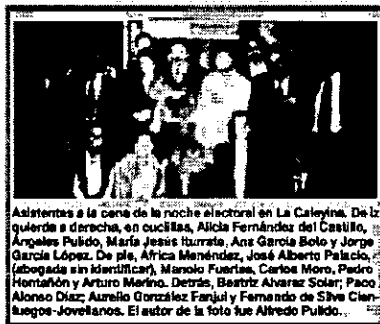 Asistentes a la cena de la noche electoral en La Caleyina. De iz
quierda a derecha, en cuclillas, Alicia Fernández del Castillo,
Ángeles Pulido, María Jesús Iturrate, Ana García Boto y Jorge
García López. De pie, Africa Menéndez, José Alberto Palacio,
(abogada sin identificar), Manolo Fuertes, Carlos Moro, Pedro
Hontañón y Arturo Merino. Detrás, Beatriz Alvarez Solar; Paco
Alonso Díaz; Aurelio González Fanjul y Fernando de Silva Cien-
fuegos-Jovellanos. El autor de la foto fue Alfredo Pulido.